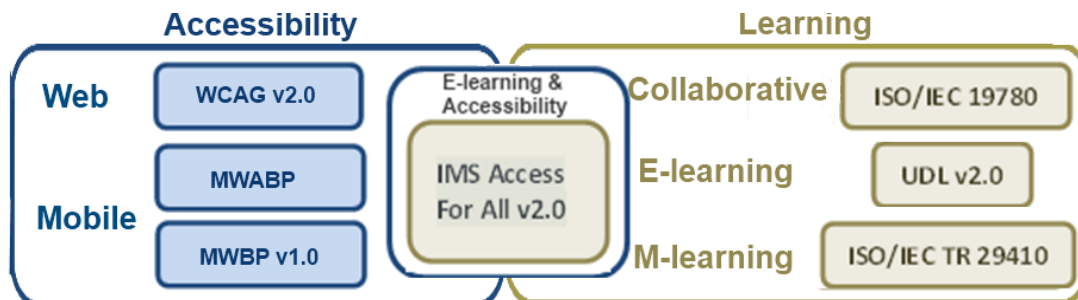 Accessibility
Learning
Web
WCAG v2.0
E-learning &
Accessibility
Collaborative
ISO/IEC 19780
MWABP
IMS Access
For All v2.0
E-learning
UDL v2.0
Mobile
MWBP v1.0
M-learning
ISO/IEC TR 29410